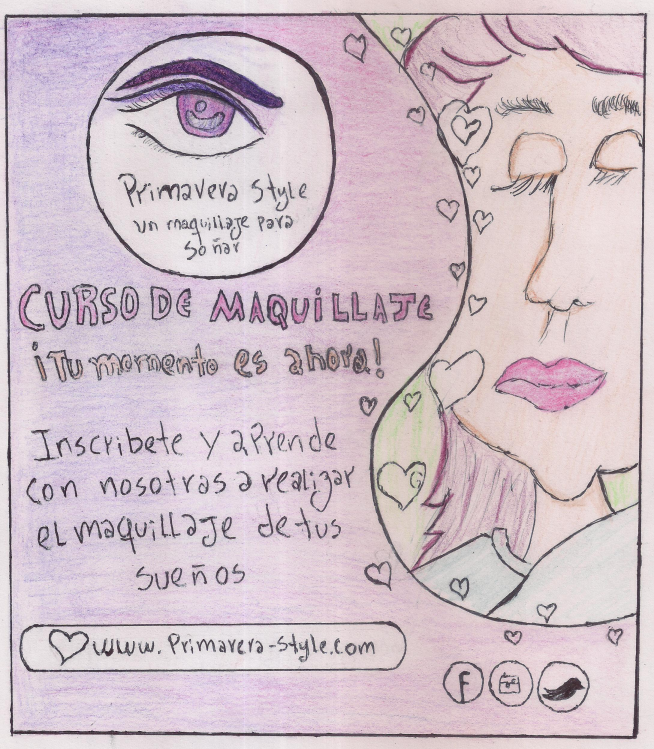 Primavera Style
un maquillaje para
Soñar
CURSO DE MAQUiLLAJE
¡Tu momento es ahora!
Inscribete y aprende
con nosotras a realizar
el maquillaje de tus
sueños
www.Primavera-Style.com
f